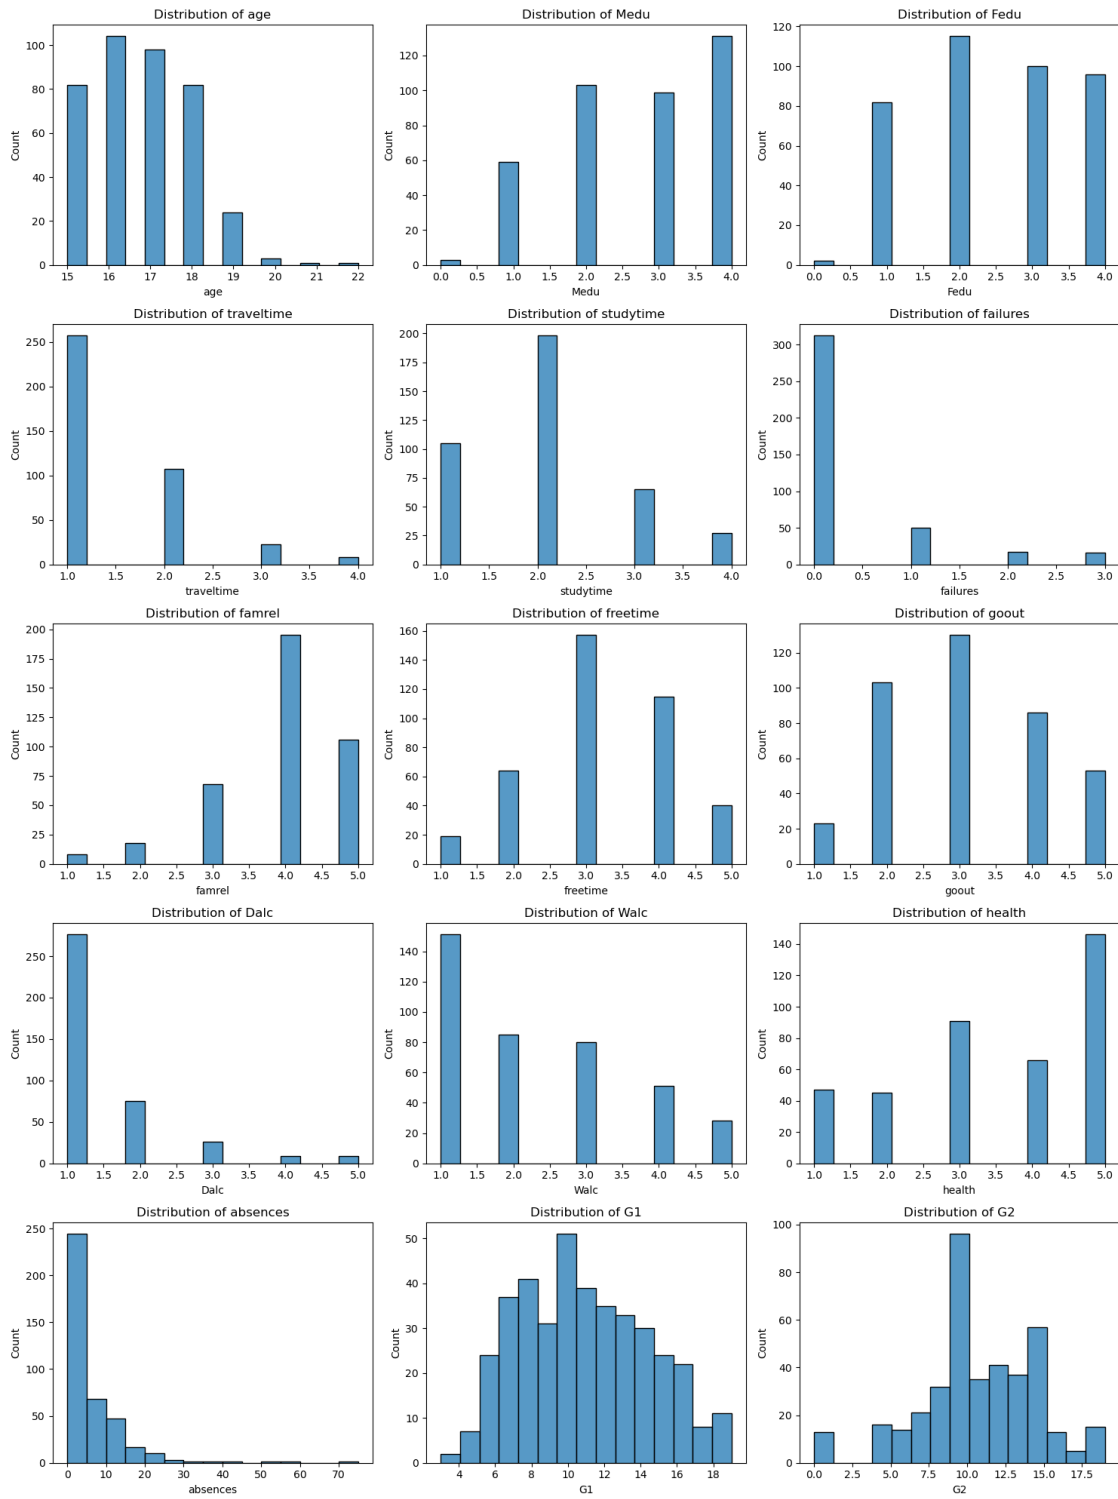 Distribution of age
Count
100
80
60
40
20
0
15 16 17 18 19 20 21 22
age
Distribution of Medu
Count
120
100
80
60
40
20
0
0.0 0.5 1.0 1.5 2.0 2.5 3.0 3.5 4.0
Medu
Distribution of Fedu
Count
120
100
80
60
40
20
0
0.0 0.5 1.0 1.5 2.0 2.5 3.0 3.5 4.0
Fedu
Distribution of traveltime
Count
250
200
150
100
50
0
1.0 1.5 2.0 2.5 3.0 3.5 4.0
traveltime
Distribution of studytime
Count
200
175
150
125
100
75
50
25
0
1.0 1.5 2.0 2.5 3.0 3.5 4.0
studytime
Distribution of failures
Count
300
250
200
150
100
50
0
0.0 0.5 1.0 1.5 2.0 2.5 3.0
failures
Distribution of famrel
Count
200
175
150
125
100
75
50
25
0
1.0 1.5 2.0 2.5 3.0 3.5 4.0 4.5 5.0
famrel
Distribution of freetime
Count
160
140
120
100
80
60
40
20
0
1.0 1.5 2.0 2.5 3.0 3.5 4.0 4.5 5.0
freetime
Distribution of goout
Count
120
100
80
60
40
20
0
1.0 1.5 2.0 2.5 3.0 3.5 4.0 4.5 5.0
goout
Distribution of Dalc
Count
250
200
150
100
50
0
1.0 1.5 2.0 2.5 3.0 3.5 4.0 4.5 5.0
Dalc
Distribution of Walc
Count
140
120
100
80
60
40
20
0
1.0 1.5 2.0 2.5 3.0 3.5 4.0 4.5 5.0
Walc
Distribution of health
Count
140
120
100
80
60
40
20
0
1.0 1.5 2.0 2.5 3.0 3.5 4.0 4.5 5.0
health
Distribution of absences
Count
250
200
150
100
50
0
0 10 20 30 40 50 60 70
absences
Distribution of G1
Count
50
40
30
20
10
0
4 6 8 10 12 14 16 18
G1
Distribution of G2
Count
100
80
60
40
20
0
0.0 2.5 5.0 7.5 10.0 12.5 15.0 17.5
G2